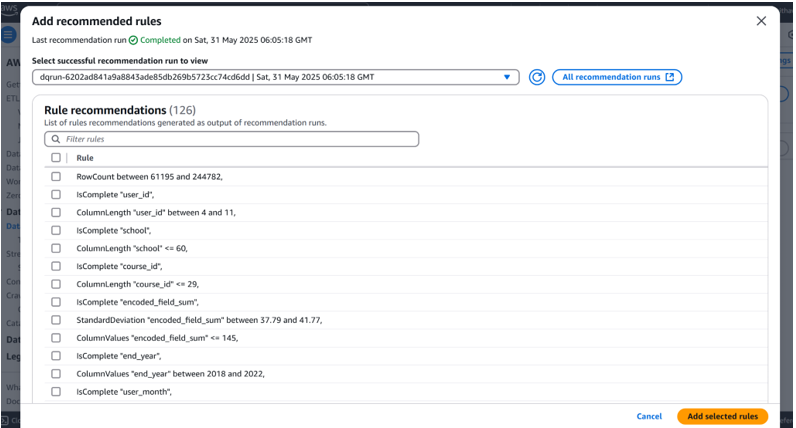 aws
Add recommended rules
Last recommendation run Completed on Sat, 31 May 2025 06:05:18 GMT
Select successful recommendation run to view
dqrun-6202ad841a9a8843ade85db269b5723cc74cd6dd | Sat, 31 May 2025 06:05:18 GMT
All recommendation runs
Rule recommendations (126)
List of rules recommendations generated as output of recommendation runs.
Filter rules
Rule
RowCount between 61195 and 244782,
IsComplete "user_id",
ColumnLength "user_id" between 4 and 11,
IsComplete "school",
ColumnLength "school" <= 60,
IsComplete "course_id",
ColumnLength "course_id" <= 29,
IsComplete "encoded_field_sum",
StandardDeviation "encoded_field_sum" between 37.79 and 41.77,
ColumnValues "encoded_field_sum" <= 145,
IsComplete "end_year",
ColumnValues "end_year" between 2018 and 2022,
IsComplete "user_month",
Cancel
Add selected rules